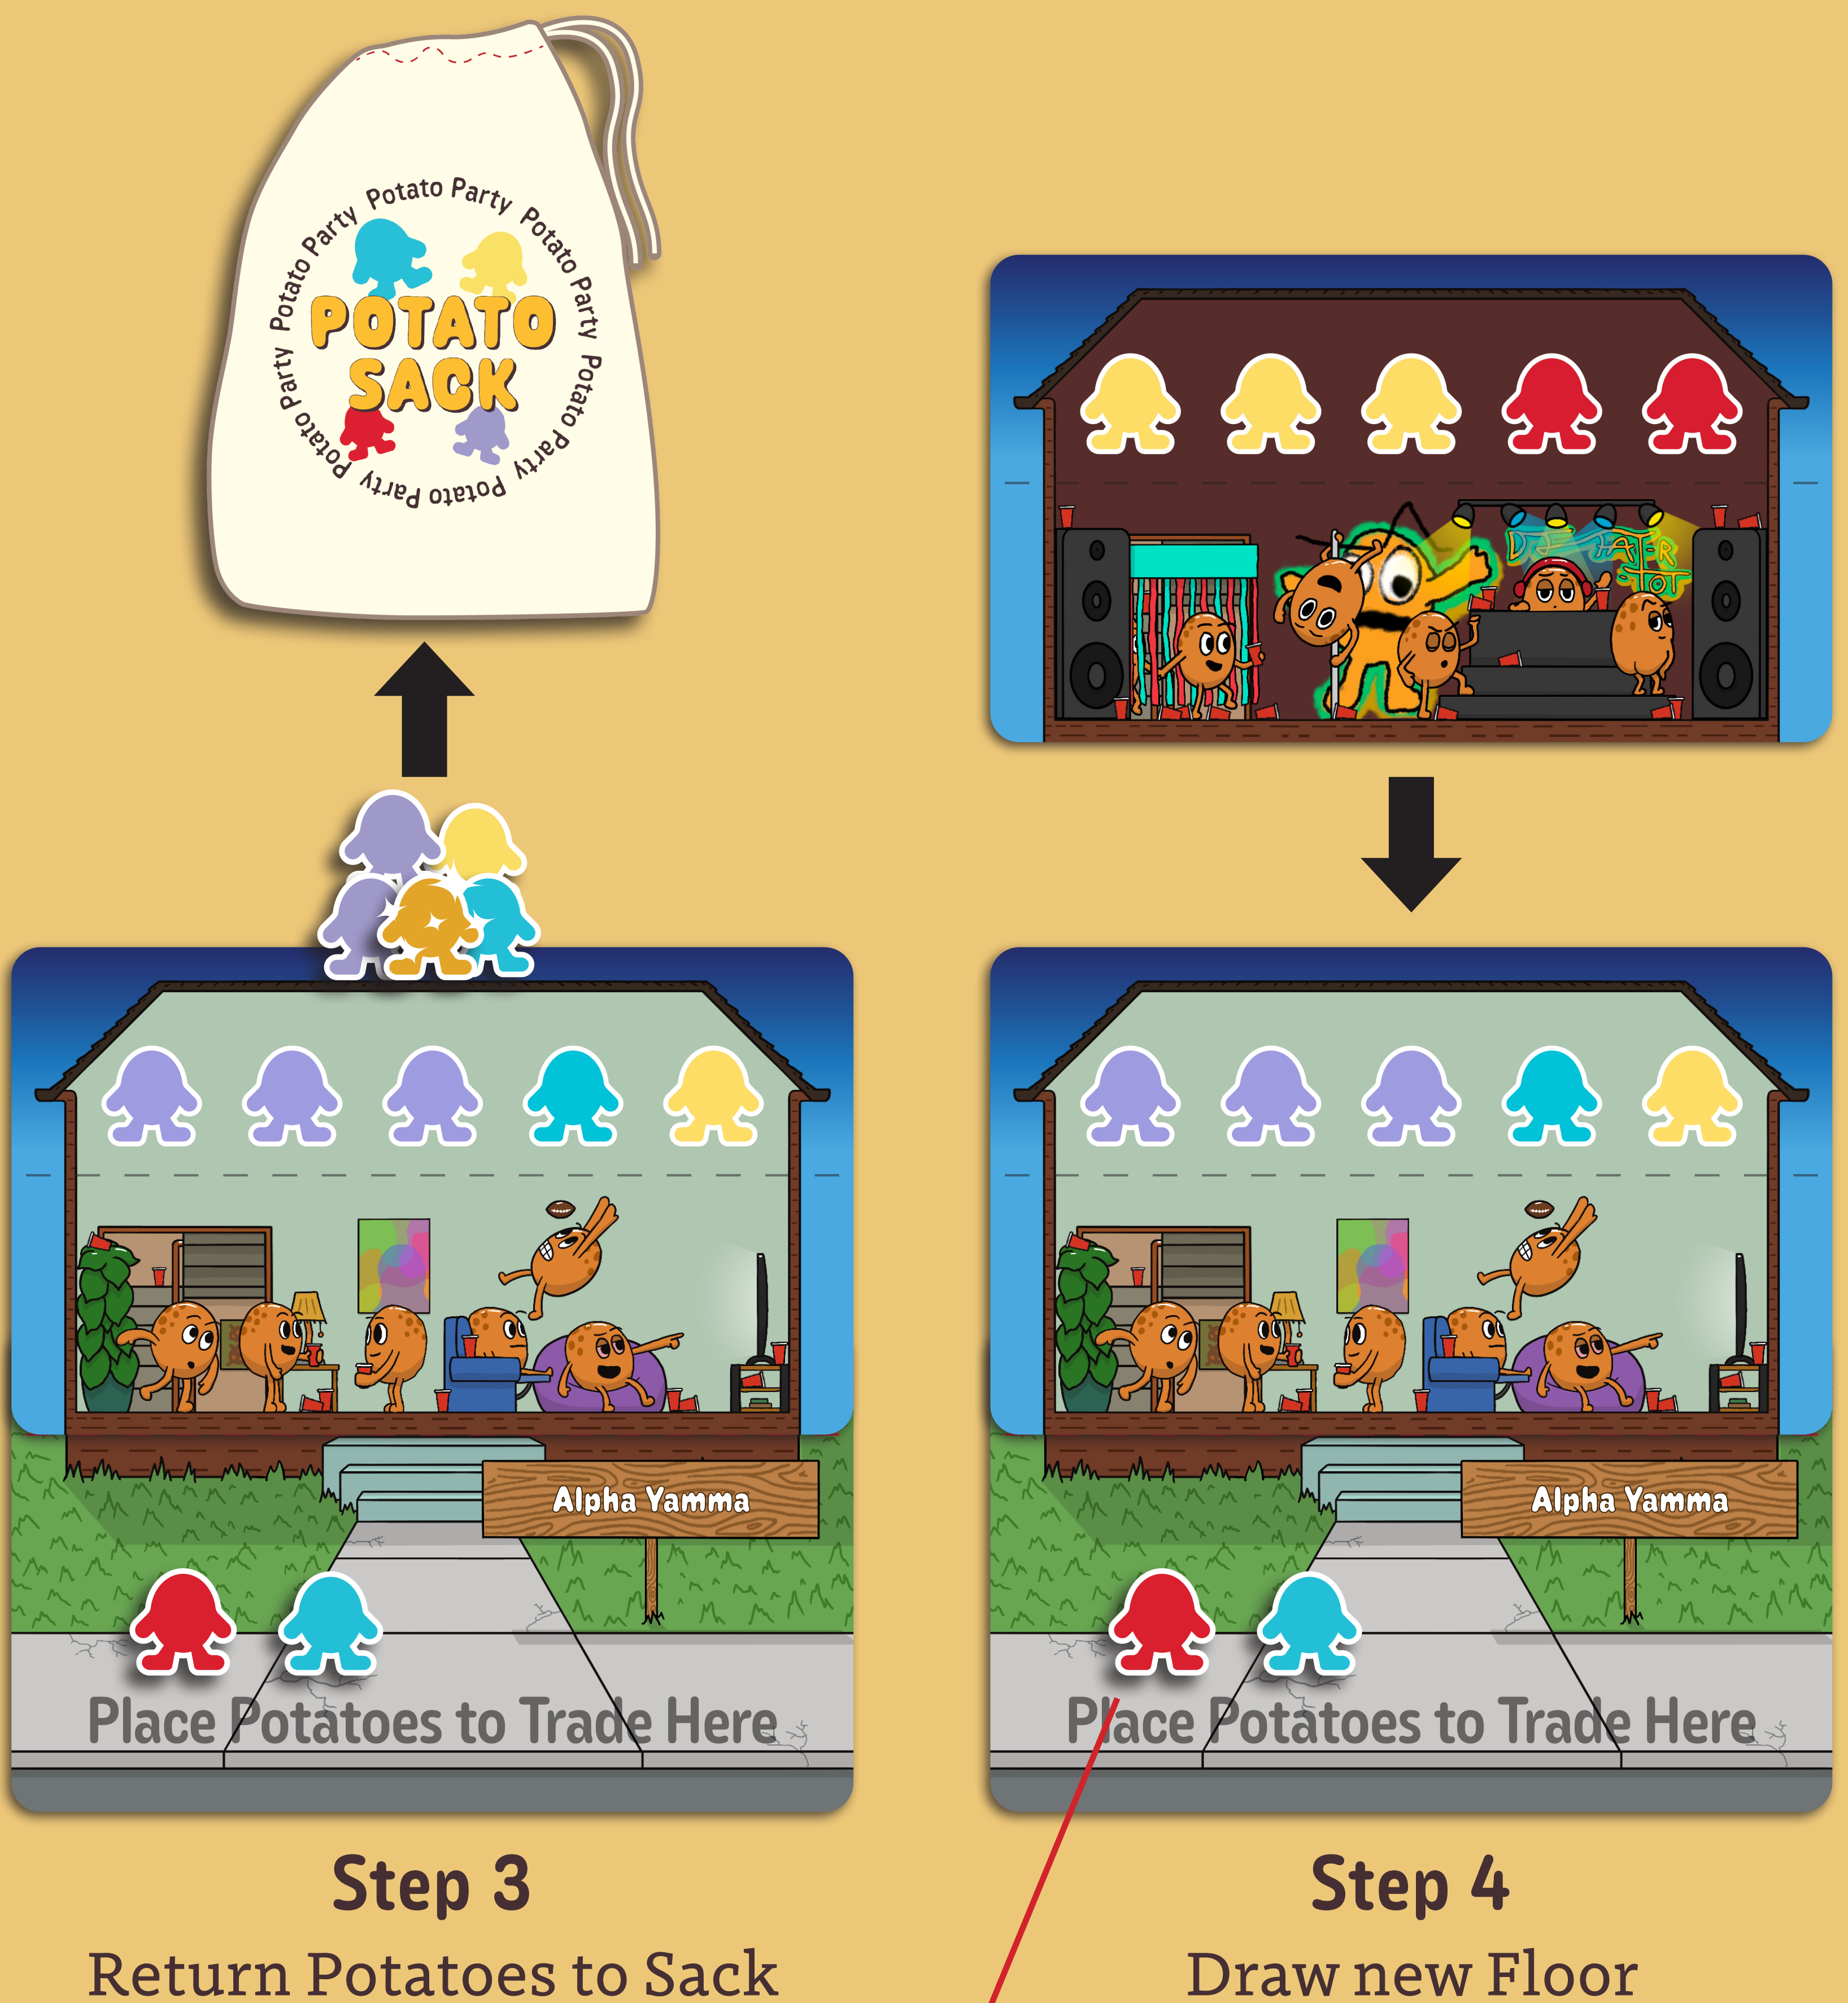 Potato Party Potato Party Potato Party Potato Party Potato Party Potato Party
POTATO
SACK
DJ TATER
TOT
Alpha Yamma
Place Potatoes to Trade Here
Step 3
Return Potatoes to Sack
Alpha Yamma
Place Potatoes to Trade Here
Step 4
Draw new Floor